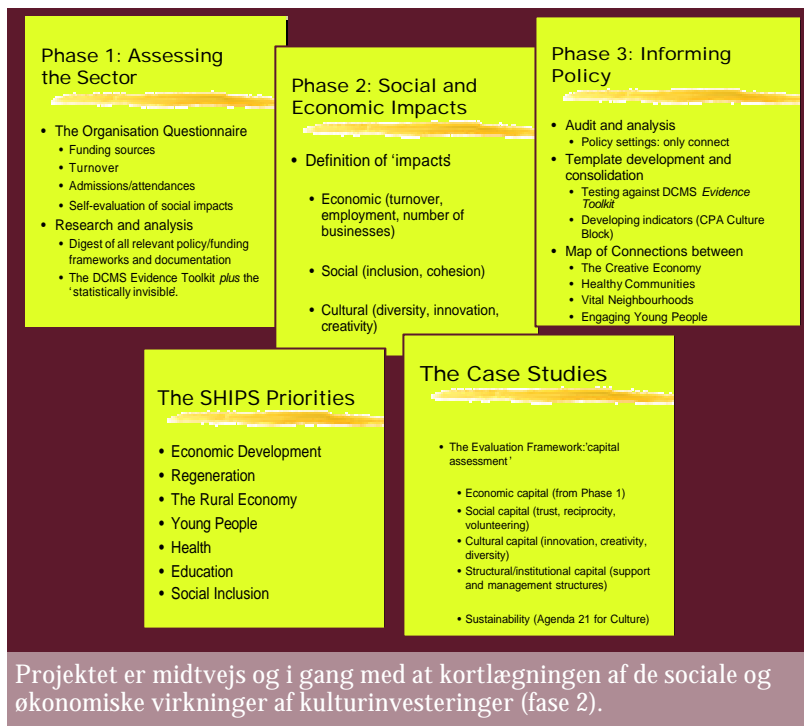 Phase 1: Assessing
the Sector
• The Organisation Questionnaire
• Funding sources
• Turnover
• Admissions/attendances
• Self-evaluation of social impacts
• Research and analysis
• Digest of all relevant policy/funding
frameworks and documentation
• The DCMS Evidence Toolkit plus the
'statistically invisible'.
Phase 2: Social and
Economic Impacts
• Definition of 'impacts'
• Economic (turnover,
employment, number of
businesses)
• Social (inclusion, cohesion)
• Cultural (diversity, innovation,
creativity)
Phase 3: Informing
Policy
• Audit and analysis
• Policy settings: only connect
• Template development and
consolidation
• Testing against DCMS Evidence
Toolkit
• Developing indicators (CPA Culture
Block)
• Map of Connections between
• The Creative Economy
• Healthy Communities
• Vital Neighbourhoods
• Engaging Young People
The SHIPS Priorities
• Economic Development
• Regeneration
• The Rural Economy
• Young People
• Health
• Education
• Social Inclusion
The Case Studies
• The Evaluation Framework:'capital
assessment'
• Economic capital (from Phase 1)
• Social capital (trust, reciprocity,
volunteering)
• Cultural capital (innovation, creativity,
diversity)
• Structural/institutional capital (support
and management structures)
• Sustainability (Agenda 21 for Culture)
Projektet er midtvejs og i gang med at kortlægningen af de sociale og
økonomiske virkninger af kulturinvesteringer (fase 2).